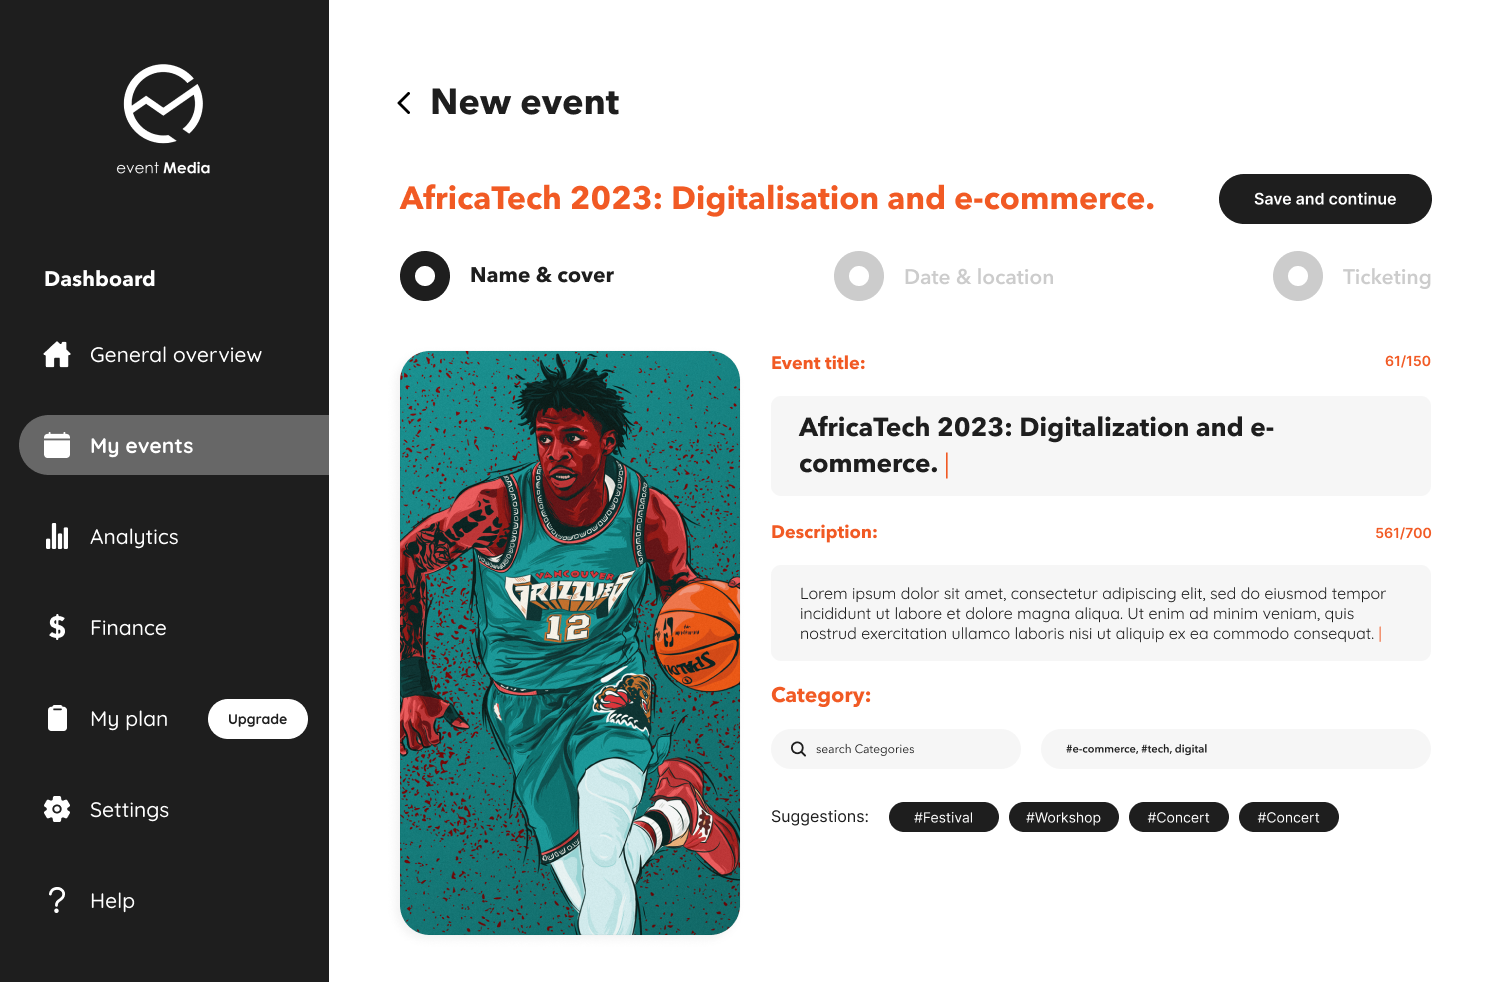 event Media
Dashboard
General overview
My events
Analytics
Finance
My plan
Upgrade
Settings
Help
New event
AfricaTech 2023: Digitalisation and e-commerce.
Save and continue
Name & cover
Date & location
Ticketing
VANCOUVER
GRIZZLIES
12
SPALDING
Event title:
61/150
AfricaTech 2023: Digitalization and e-
commerce.
Description:
561/700
Lorem ipsum dolor sit amet, consectetur adipiscing elit, sed do eiusmod tempor
incididunt ut labore et dolore magna aliqua. Ut enim ad minim veniam, quis
nostrud exercitation ullamco laboris nisi ut aliquip ex ea commodo consequat.
Category:
search Categories
#e-commerce, #tech, digital
Suggestions:
#Festival
#Workshop
#Concert
#Concert